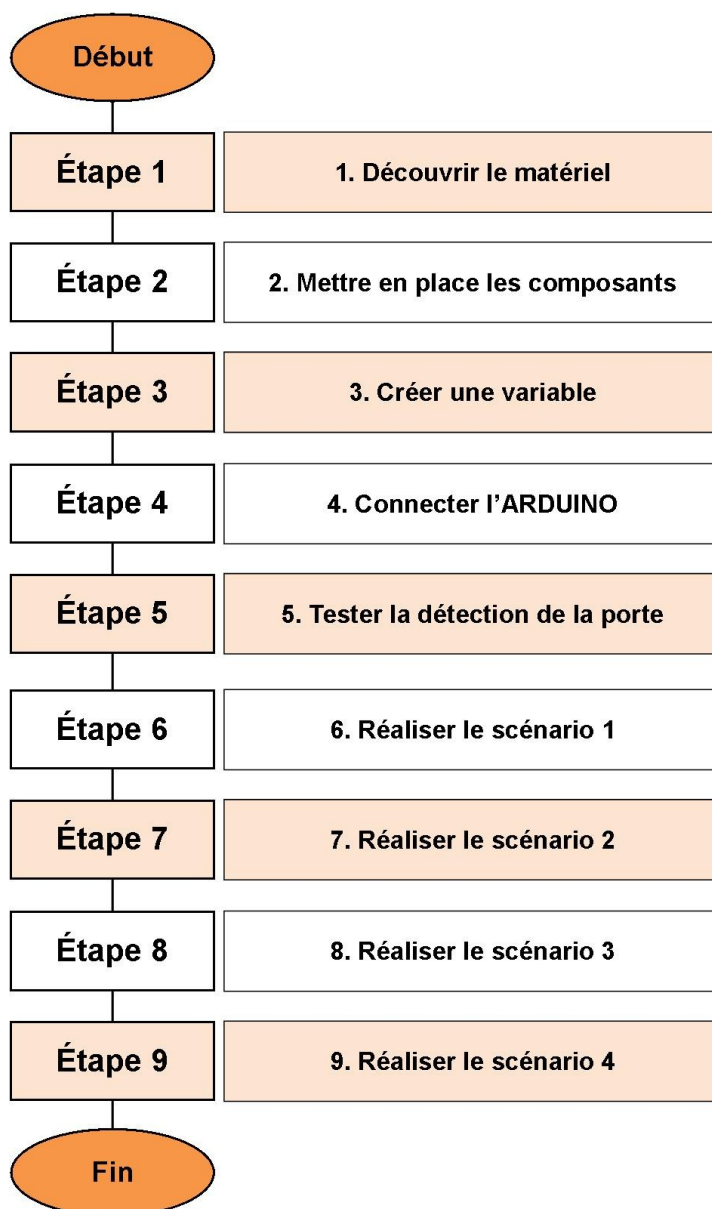 Début
Étape 1
1. Découvrir le matériel
Étape 2
2. Mettre en place les composants
Étape 3
3. Créer une variable
Étape 4
4. Connecter l’ARDUINO
Étape 5
5. Tester la détection de la porte
Étape 6
6. Réaliser le scénario 1
Étape 7
7. Réaliser le scénario 2
Étape 8
8. Réaliser le scénario 3
Étape 9
9. Réaliser le scénario 4
Fin